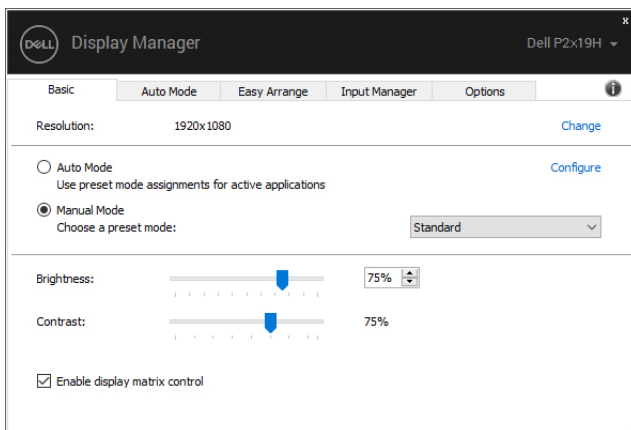 x
DELL Display Manager Dell P2x19H
Basic Auto Mode Easy Arrange Input Manager Options i
Resolution: 1920x1080 Change
Auto Mode Configure
Use preset mode assignments for active applications
Manual Mode
Choose a preset mode: Standard
Brightness: 75%
Contrast: 75%
Enable display matrix control